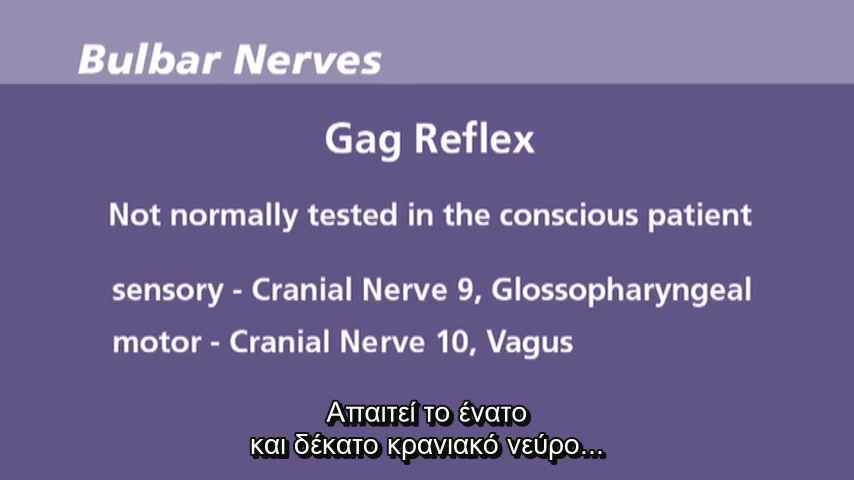 Bulbar Nerves
Gag Reflex
Not normally tested in the conscious patient
sensory - Cranial Nerve 9, Glossopharyngeal
motor - Cranial Nerve 10, Vagus
Απαιτεί το ένατο
και δέκατο κρανιακό νεύρο...